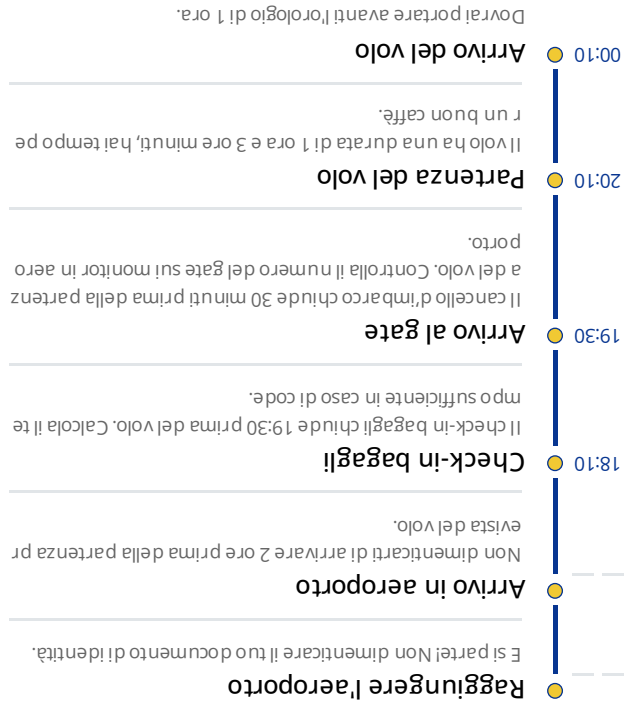 Raggiungere l'aeroporto
E si parte! Non dimenticare il tuo documento di identità.
Arrivo in aeroporto
Non dimenticarti di arrivare 2 ore prima della partenza pr
evista del volo.
18:10
Check-in bagagli
Il check-in bagagli chiude 19:30 prima del volo. Calcola il te
mpo sufficiente in caso di code.
19:30
Arrivo al gate
Il cancello d'imbarco chiude 30 minuti prima della partenz
a del volo. Controlla il numero del gate sui monitor in aero
porto.
20:10
Partenza del volo
Il volo ha una durata di 1 ora e 3 ore minuti, hai tempo pe
r un buon caffè.
00:10
Arrivo del volo
Dovrai portare avanti l'orologio di 1 ora.